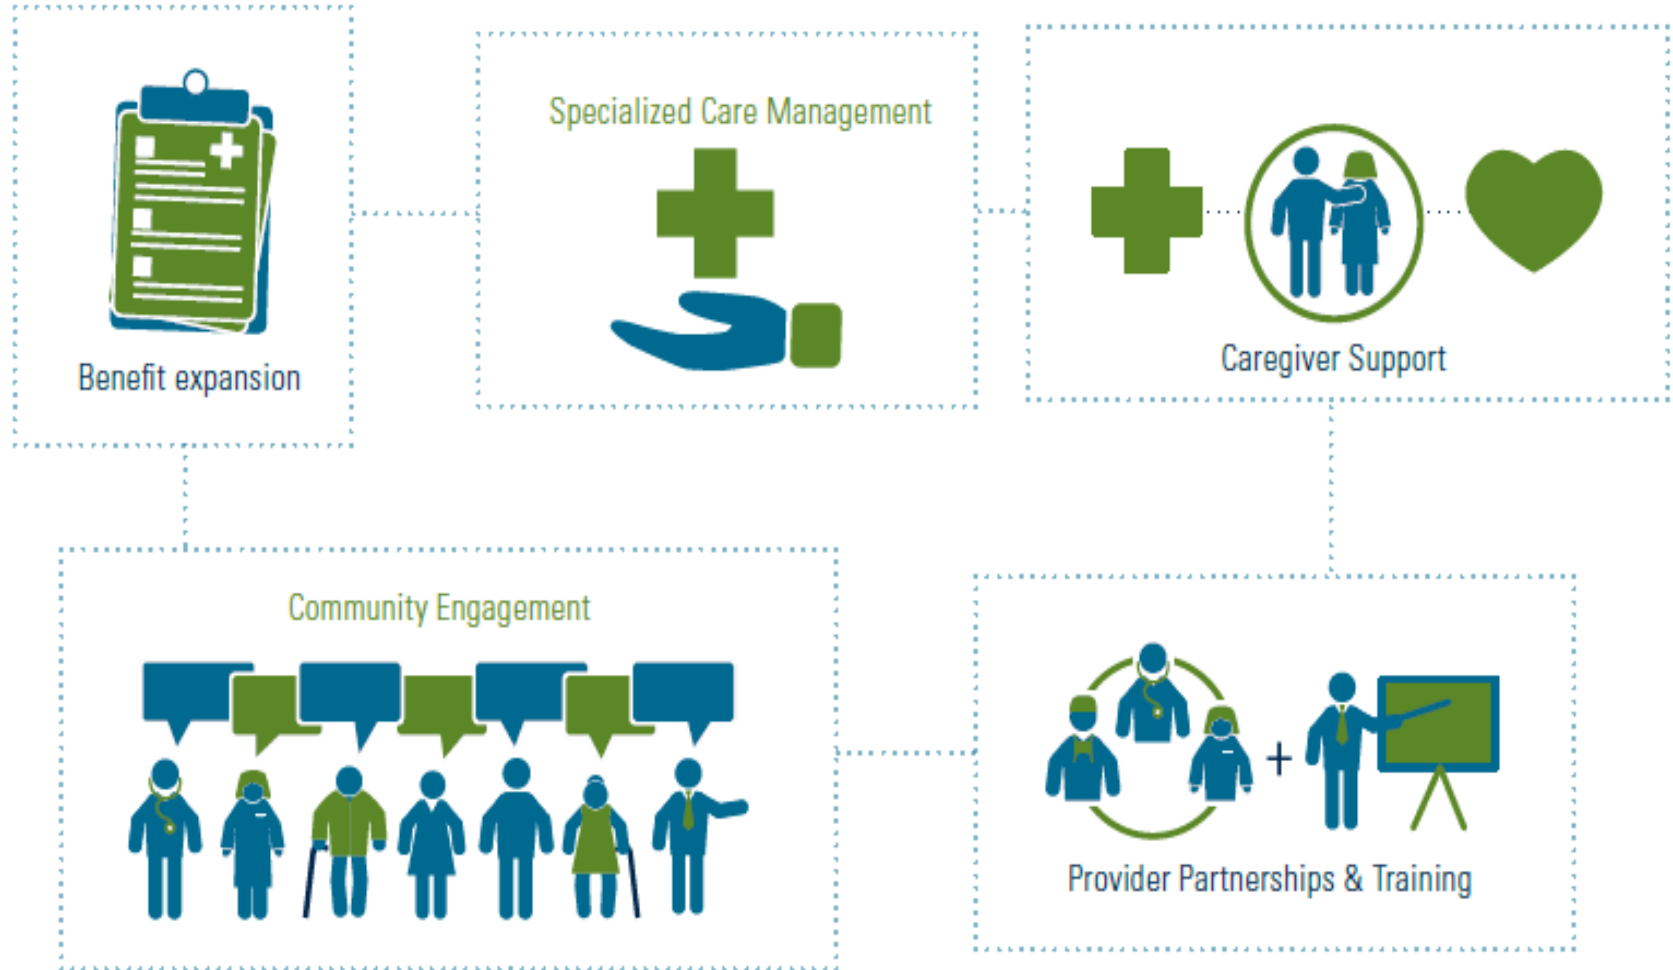 Benefit expansion
Specialized Care Management
Caregiver Support
Community Engagement
+
Provider Partnerships & Training